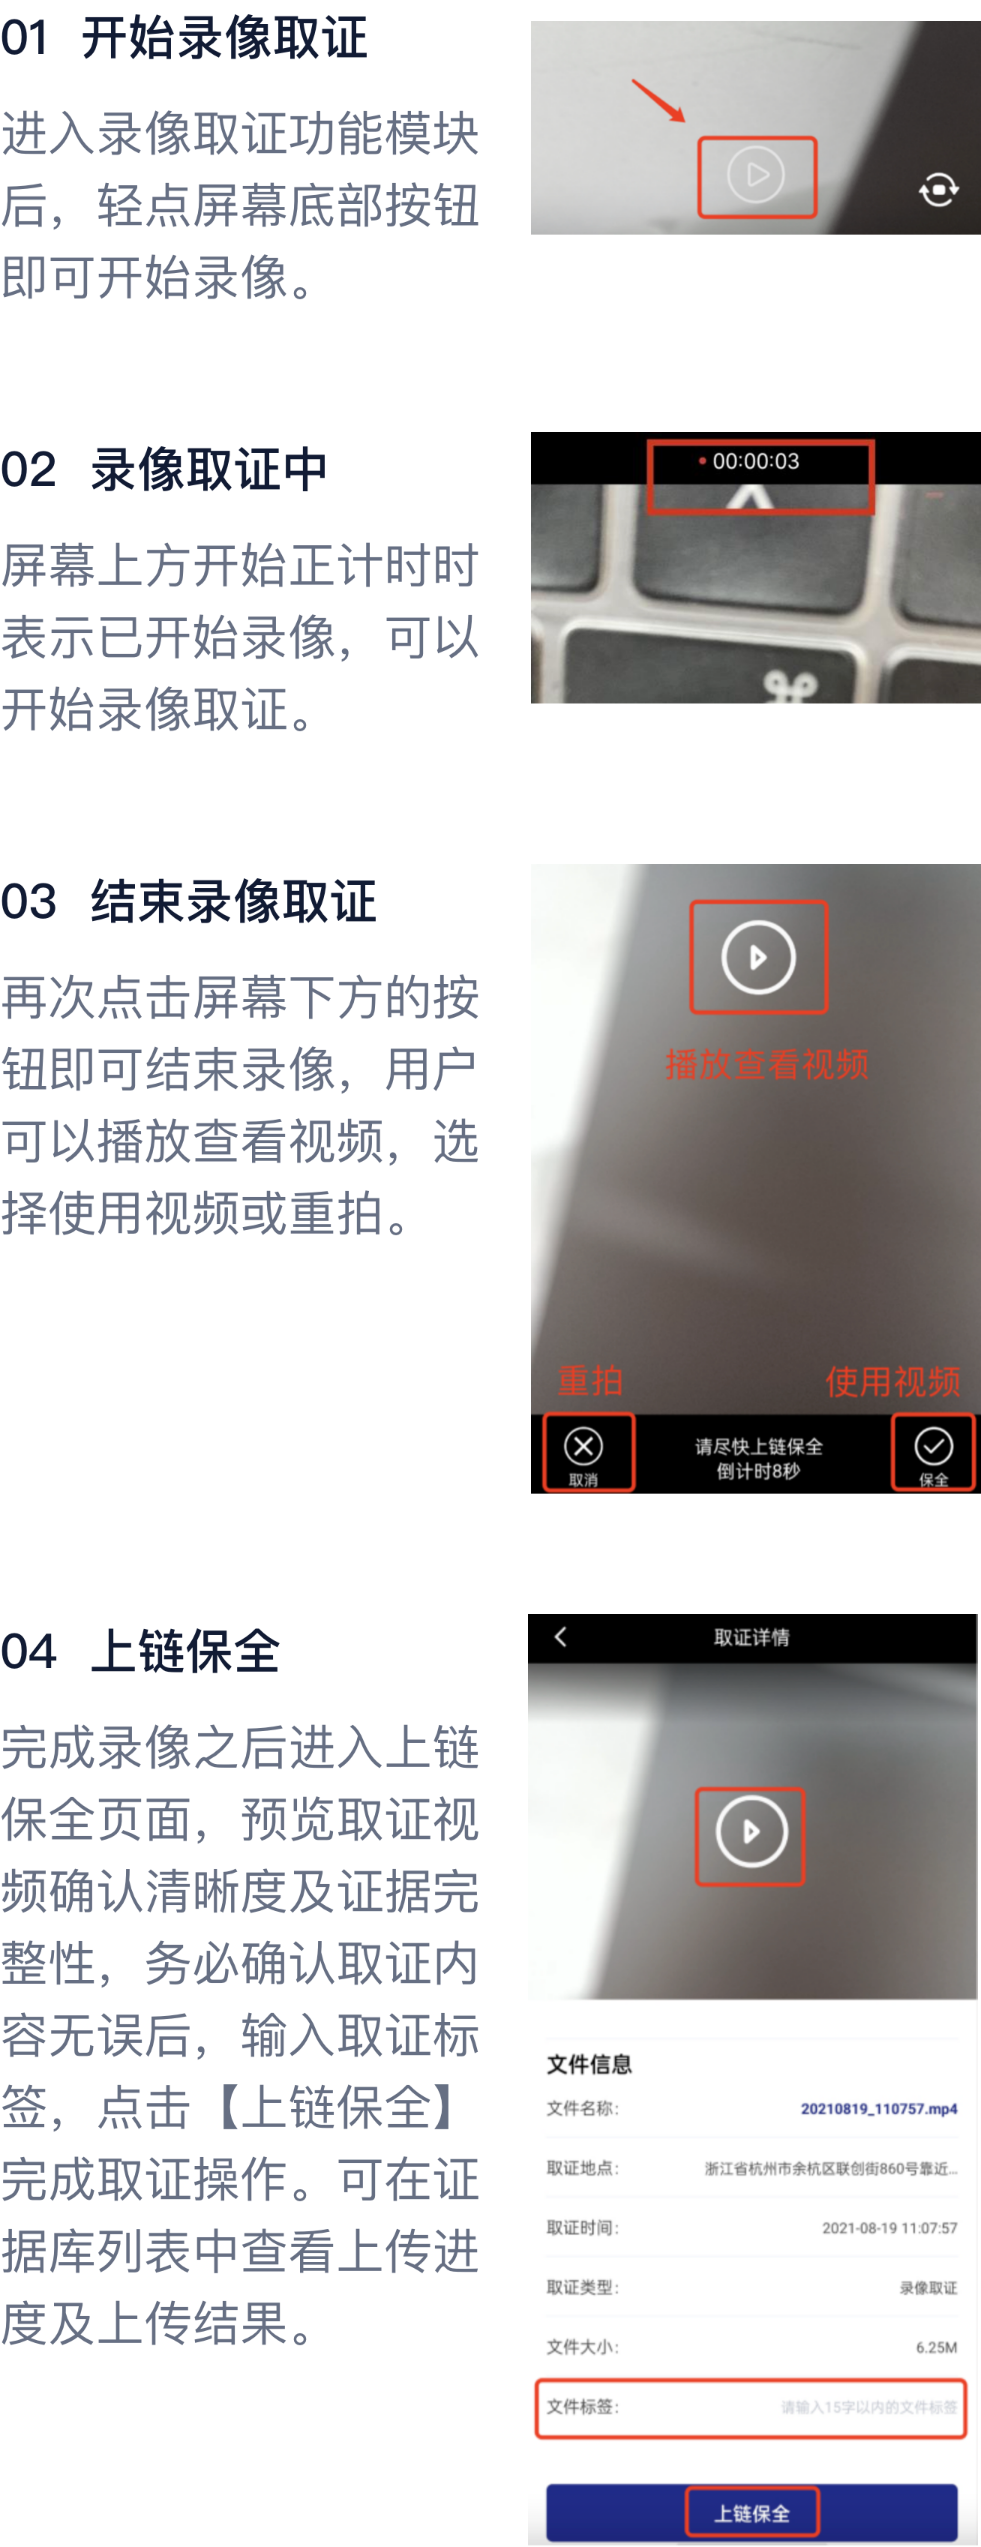 01 开始录像取证
进入录像取证功能模块
后，轻点屏幕底部按钮
即可开始录像。
02 录像取证中
屏幕上方开始正计时时
表示已开始录像，可以
开始录像取证。
00:00:03
⌘
03 结束录像取证
再次点击屏幕下方的按
钮即可结束录像，用户
可以播放查看视频，选
择使用视频或重拍。
播放查看视频
重拍
使用视频
取消
请尽快上链保全
倒计时8秒
保全
04 上链保全
完成录像之后进入上链
保全页面，预览取证视
频确认清晰度及证据完
整性，务必确认取证内
容无误后，输入取证标
签，点击【上链保全】
完成取证操作。可在证
据库列表中查看上传进
度及上传结果。
取证详情
文件信息
文件名称: 20210819_110757.mp4
取证地点: 浙江省杭州市余杭区联创街860号靠近...
取证时间: 2021-08-19 11:07:57
取证类型: 录像取证
文件大小: 6.25M
文件标签: 请输入15字以内的文件标签
上链保全